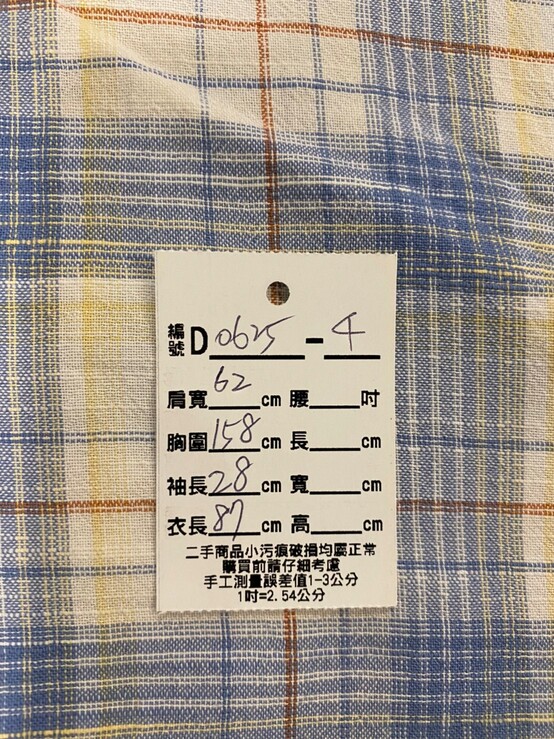 編號 D 0625 - 4
肩寬 62 cm 腰 吋
胸圍 158 cm 長 cm
袖長 28 cm 寬 cm
衣長 87 cm 高 cm
二手商品小污痕破損均屬正常
購買前請仔細考慮
手工測量誤差值1-3公分
1吋=2.54公分